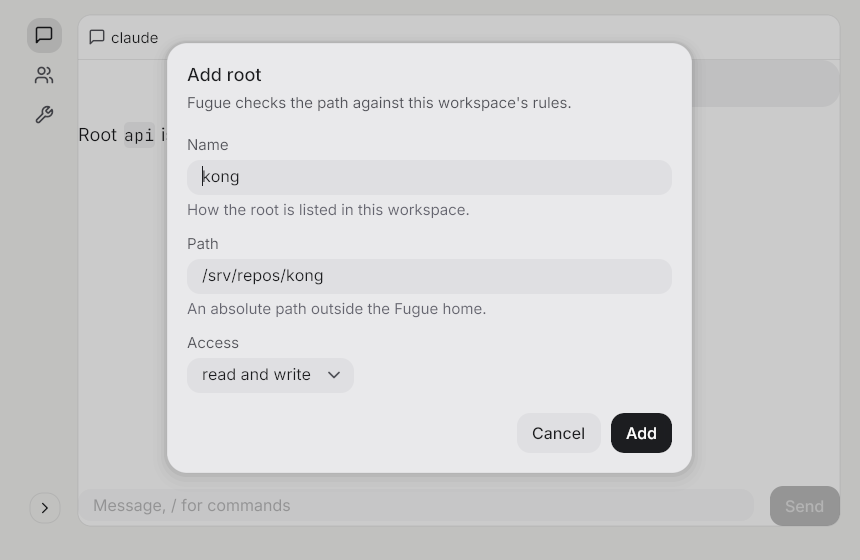 claude
Root api
Add root
Fugue checks the path against this workspace's rules.
Name
kong
How the root is listed in this workspace.
Path
/srv/repos/kong
An absolute path outside the Fugue home.
Access
read and write
Cancel
Add
Message, / for commands
Send